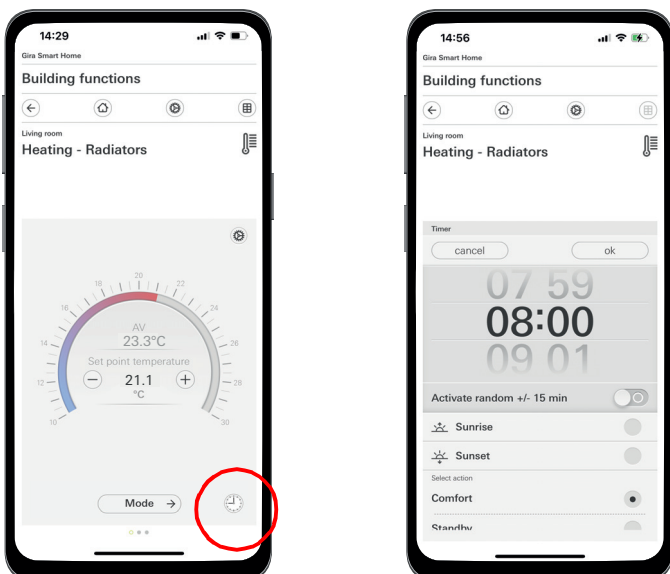 14:29
Gira Smart Home
Building functions
Living room
Heating - Radiators
20
18
22
16
24
14
26
12
28
10
30
AV
23.3°C
Set point temperature
21.1
°C
Mode
14:56
Gira Smart Home
Building functions
Living room
Heating - Radiators
Timer
cancel ok
07 59
08:00
09 01
Activate random +/- 15 min
Sunrise
Sunset
Select action
Comfort
Standby